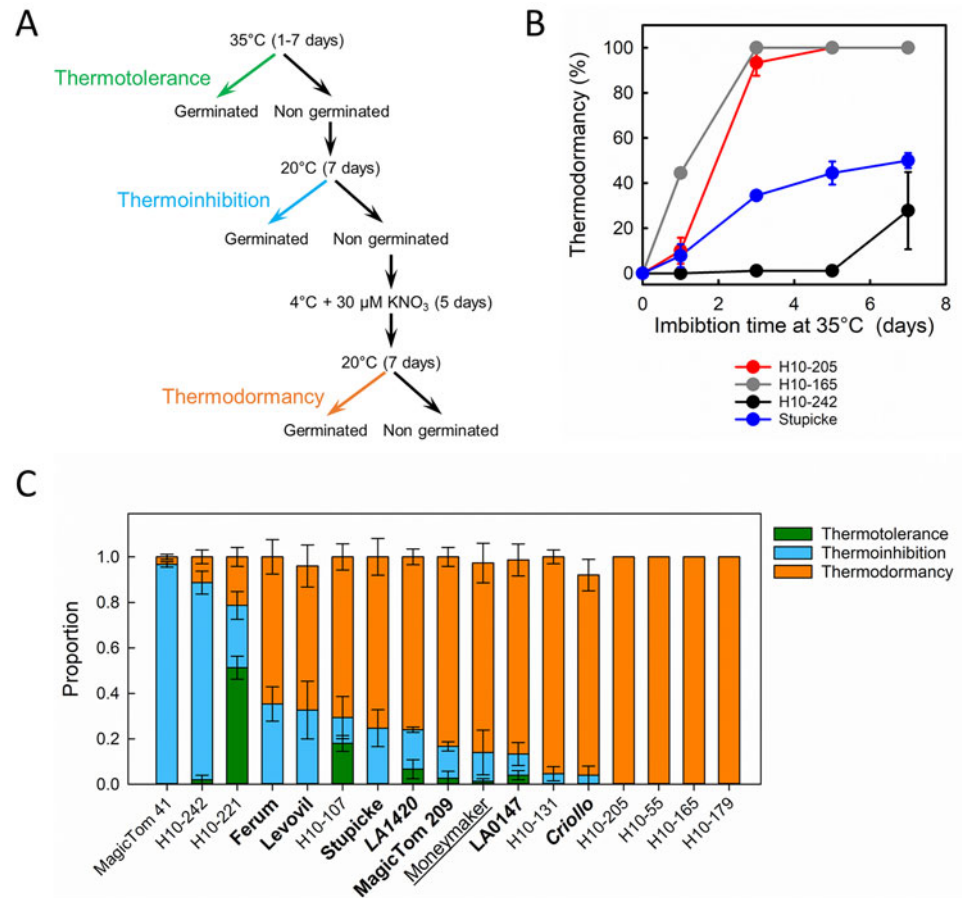 A
35°C (1-7 days)
Thermotolerance
Germinated Non germinated
20°C (7 days)
Thermoinhibition
Germinated Non germinated
4°C + 30 µM KNO₃ (5 days)
20°C (7 days)
Thermodormancy
Germinated Non germinated
B
Thermodormancy (%)
100
80
60
40
20
0
0 2 4 6 8
Imbibtion time at 35°C (days)
H10-205
H10-165
H10-242
Stupicke
C
Proportion
1.0
0.8
0.6
0.4
0.2
0.0
MagicTom 41
H10-242
H10-221
Ferum
Levovil
H10-107
Stupicke
LA1420
MagicTom 209
Moneymaker
LA0147
H10-131
Criollo
H10-205
H10-55
H10-165
H10-179
Thermotolerance
Thermoinhibition
Thermodormancy